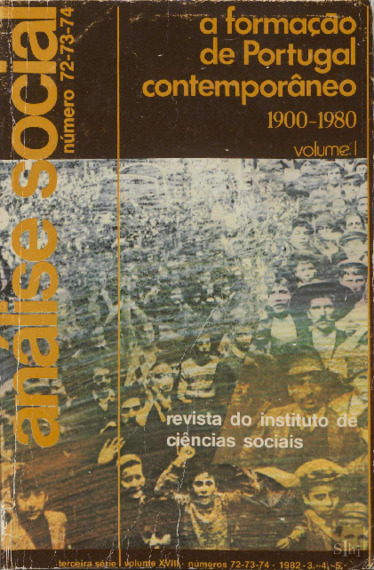 análise social
número 72-73-74
a formação
de Portugal
contemporâneo
1900-1980
volume: I
revista do instituto de
ciências sociais
terceira série volume XVIII · números 72-73-74 · 1982-3.º-4.º-5.º